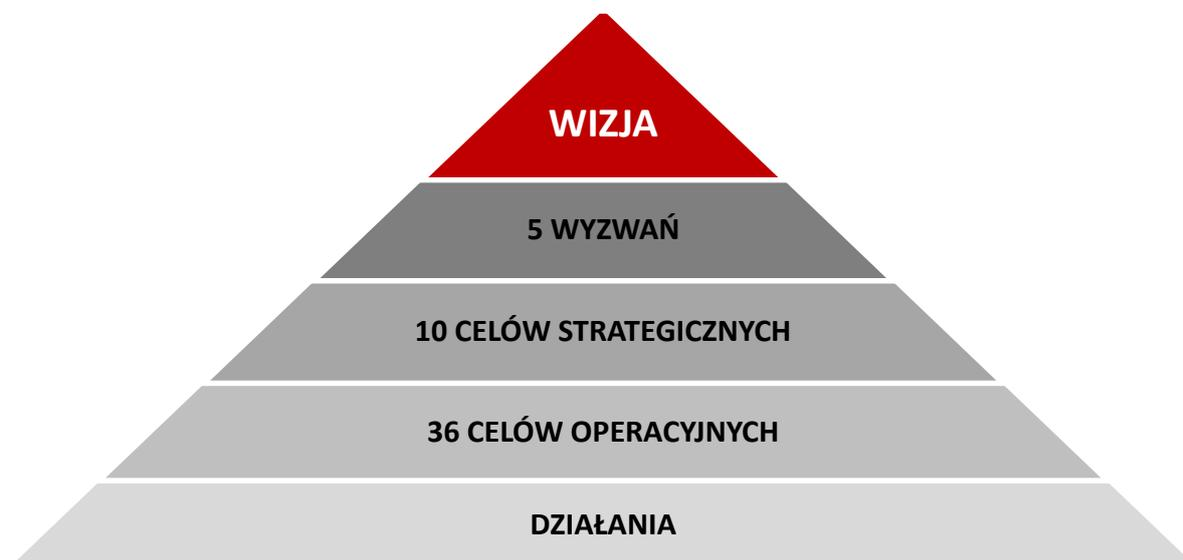 WIZJA
5 WYZWAŃ
10 CELÓW STRATEGICZNYCH
36 CELÓW OPERACYJNYCH
DZIAŁANIA